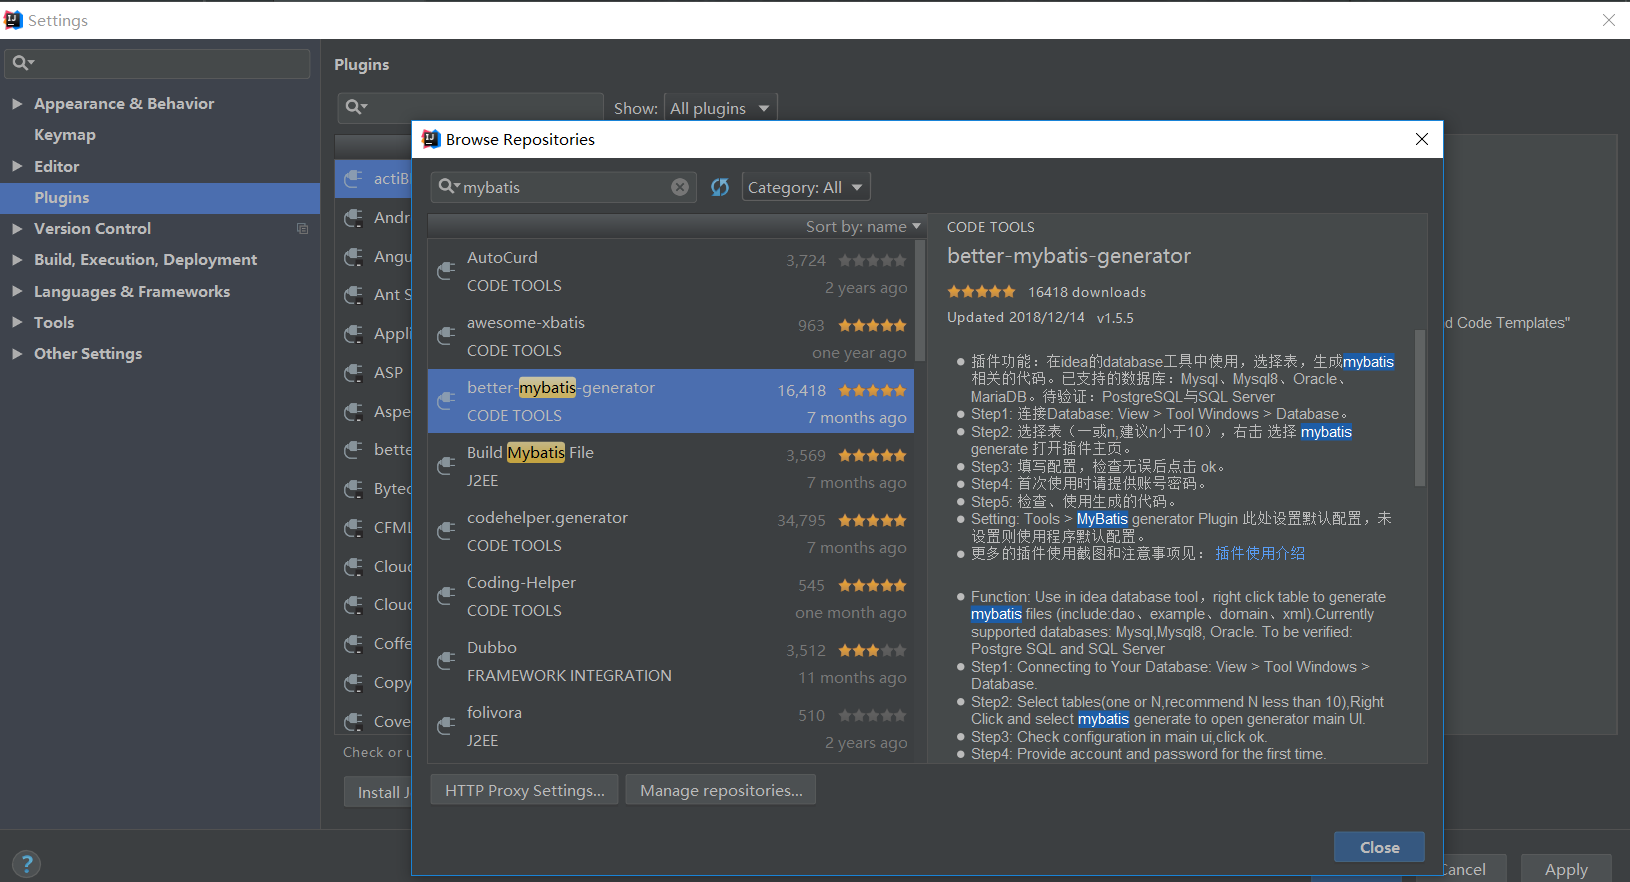 Settings
Plugins
Show: All plugins
Appearance & Behavior
Keymap
Editor
Plugins
Version Control
Build, Execution, Deployment
Languages & Frameworks
Tools
Other Settings
actiB
Andr
Angu
Ant S
Appli
ASP
Aspe
bette
Bytec
CFML
Cloud
Cloud
Coffe
Copy
Cove
Check or u
Install J
d Code Templates"
Browse Repositories
mybatis
Category: All
Sort by: name
AutoCurd 3,724
CODE TOOLS 2 years ago
awesome-xbatis 963
CODE TOOLS one year ago
better-mybatis-generator 16,418
CODE TOOLS 7 months ago
Build Mybatis File 3,569
J2EE 7 months ago
codehelper.generator 34,795
CODE TOOLS 7 months ago
Coding-Helper 545
CODE TOOLS one month ago
Dubbo 3,512
FRAMEWORK INTEGRATION 11 months ago
folivora 510
J2EE 2 years ago
CODE TOOLS
better-mybatis-generator
16418 downloads
Updated 2018/12/14 v1.5.5
插件功能：在idea的database工具中使用，选择表，生成mybatis
相关的代码。已支持的数据库：Mysql、Mysql8、Oracle、
MariaDB。待验证：PostgreSQL与SQL Server
Step1: 连接Database: View > Tool Windows > Database。
Step2: 选择表（一或n,建议n小于10），右击 选择 mybatis
generate 打开插件主页。
Step3: 填写配置，检查无误后点击 ok。
Step4: 首次使用时请提供账号密码。
Step5: 检查、使用生成的代码。
Setting: Tools > MyBatis generator Plugin 此处设置默认配置，未
设置则使用程序默认配置。
更多的插件使用截图和注意事项见： 插件使用介绍
Function: Use in idea database tool，right click table to generate
mybatis files (include:dao、example、domain、xml).Currently
supported databases: Mysql,Mysql8, Oracle. To be verified:
Postgre SQL and SQL Server
Step1: Connecting to Your Database: View > Tool Windows >
Database.
Step2: Select tables(one or N,recommend N less than 10),Right
Click and select mybatis generate to open generator main UI.
Step3: Check configuration in main ui,click ok.
Step4: Provide account and password for the first time.
HTTP Proxy Settings...
Manage repositories...
Close
?
Cancel
Apply